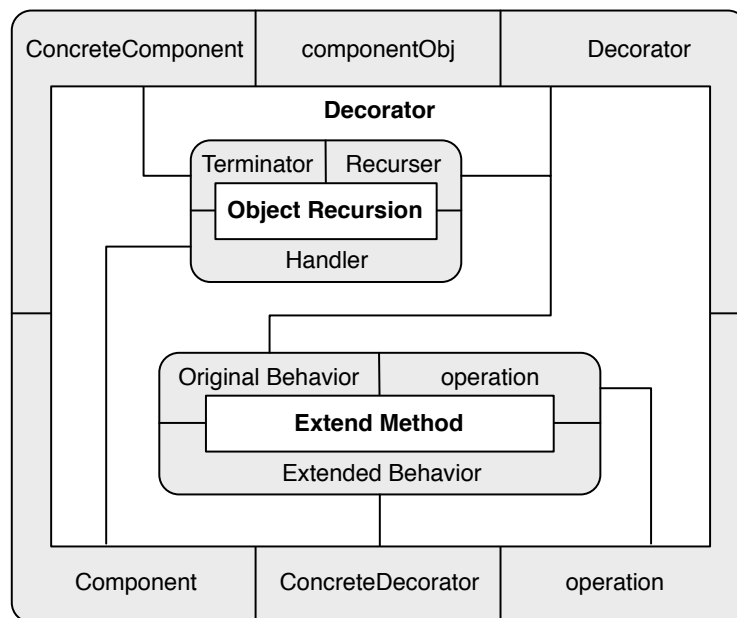 ConcreteComponent componentObj Decorator
Decorator
Terminator Recurser
Object Recursion
Handler
Original Behavior operation
Extend Method
Extended Behavior
Component ConcreteDecorator operation